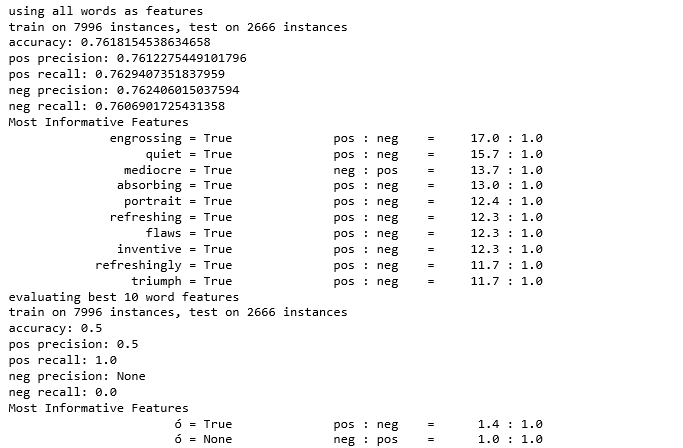 using all words as features
train on 7996 instances, test on 2666 instances
accuracy: 0.7618154538634658
pos precision: 0.7612275449101796
pos recall: 0.7629407351837959
neg precision: 0.762406015037594
neg recall: 0.7606901725431358
Most Informative Features
engrossing = True pos : neg = 17.0 : 1.0
quiet = True pos : neg = 15.7 : 1.0
mediocre = True neg : pos = 13.7 : 1.0
absorbing = True pos : neg = 13.0 : 1.0
portrait = True pos : neg = 12.4 : 1.0
refreshing = True pos : neg = 12.3 : 1.0
flaws = True pos : neg = 12.3 : 1.0
inventive = True pos : neg = 12.3 : 1.0
refreshingly = True pos : neg = 11.7 : 1.0
triumph = True pos : neg = 11.7 : 1.0
evaluating best 10 word features
train on 7996 instances, test on 2666 instances
accuracy: 0.5
pos precision: 0.5
pos recall: 1.0
neg precision: None
neg recall: 0.0
Most Informative Features
ó = True pos : neg = 1.4 : 1.0
ó = None neg : pos = 1.0 : 1.0